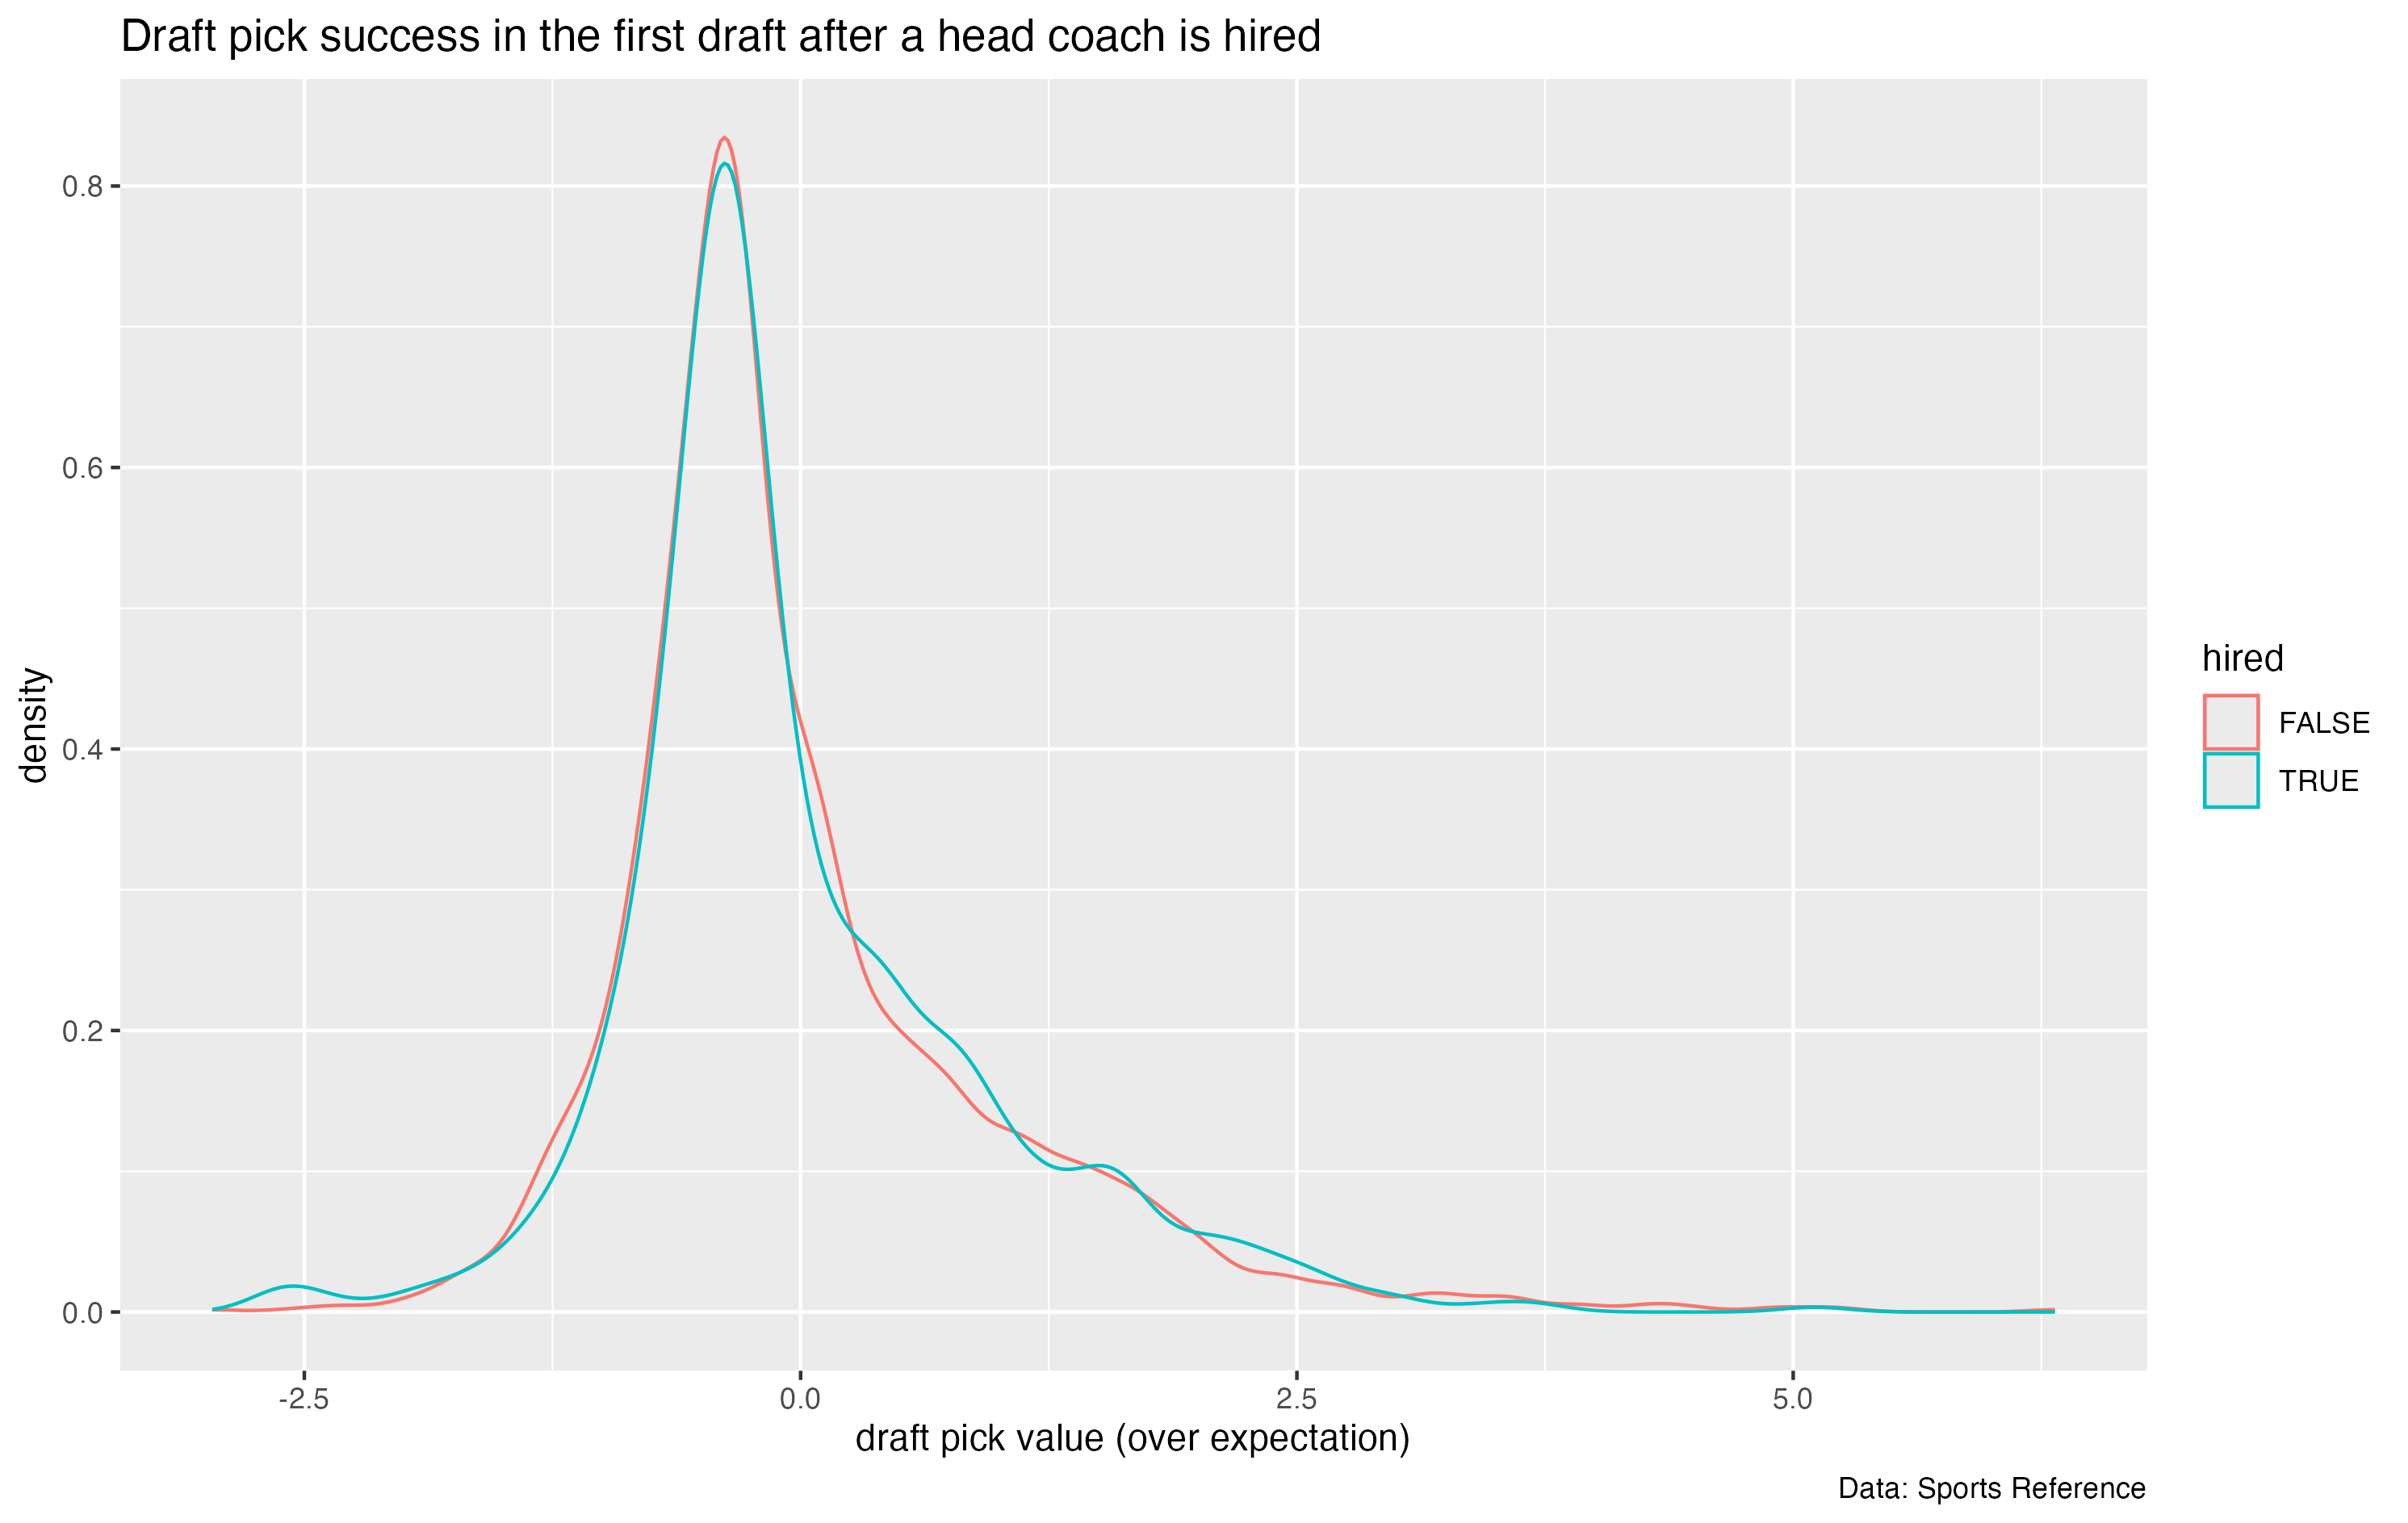 Draft pick success in the first draft after a head coach is hired
density
0.8
0.6
0.4
0.2
0.0
-2.5
0.0
2.5
5.0
draft pick value (over expectation)
hired
FALSE
TRUE
Data: Sports Reference